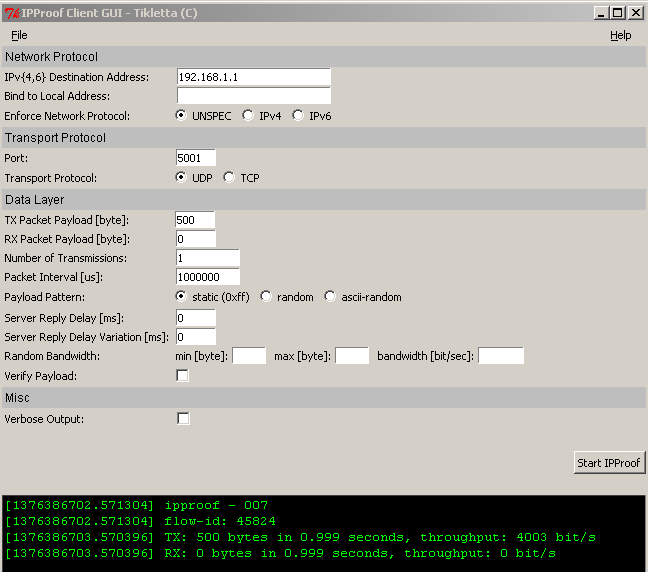 IPProof Client GUI - Tikletta (C)
File Help
Network Protocol
IPv{4,6} Destination Address: 192.168.1.1
Bind to Local Address:
Enforce Network Protocol: UNSPEC IPv4 IPv6
Transport Protocol
Port: 5001
Transport Protocol: UDP TCP
Data Layer
TX Packet Payload [byte]: 500
RX Packet Payload [byte]: 0
Number of Transmissions: 1
Packet Interval [us]: 1000000
Payload Pattern: static (0xff) random ascii-random
Server Reply Delay [ms]: 0
Server Reply Delay Variation [ms]: 0
Random Bandwidth: min [byte]: max [byte]: bandwidth [bit/sec]:
Verify Payload:
Misc
Verbose Output:
Start IPProof
[1376386702.571304] ipproof - 007
[1376386702.571304] flow-id: 45824
[1376386703.570396] TX: 500 bytes in 0.999 seconds, throughput: 4003 bit/s
[1376386703.570396] RX: 0 bytes in 0.999 seconds, throughput: 0 bit/s